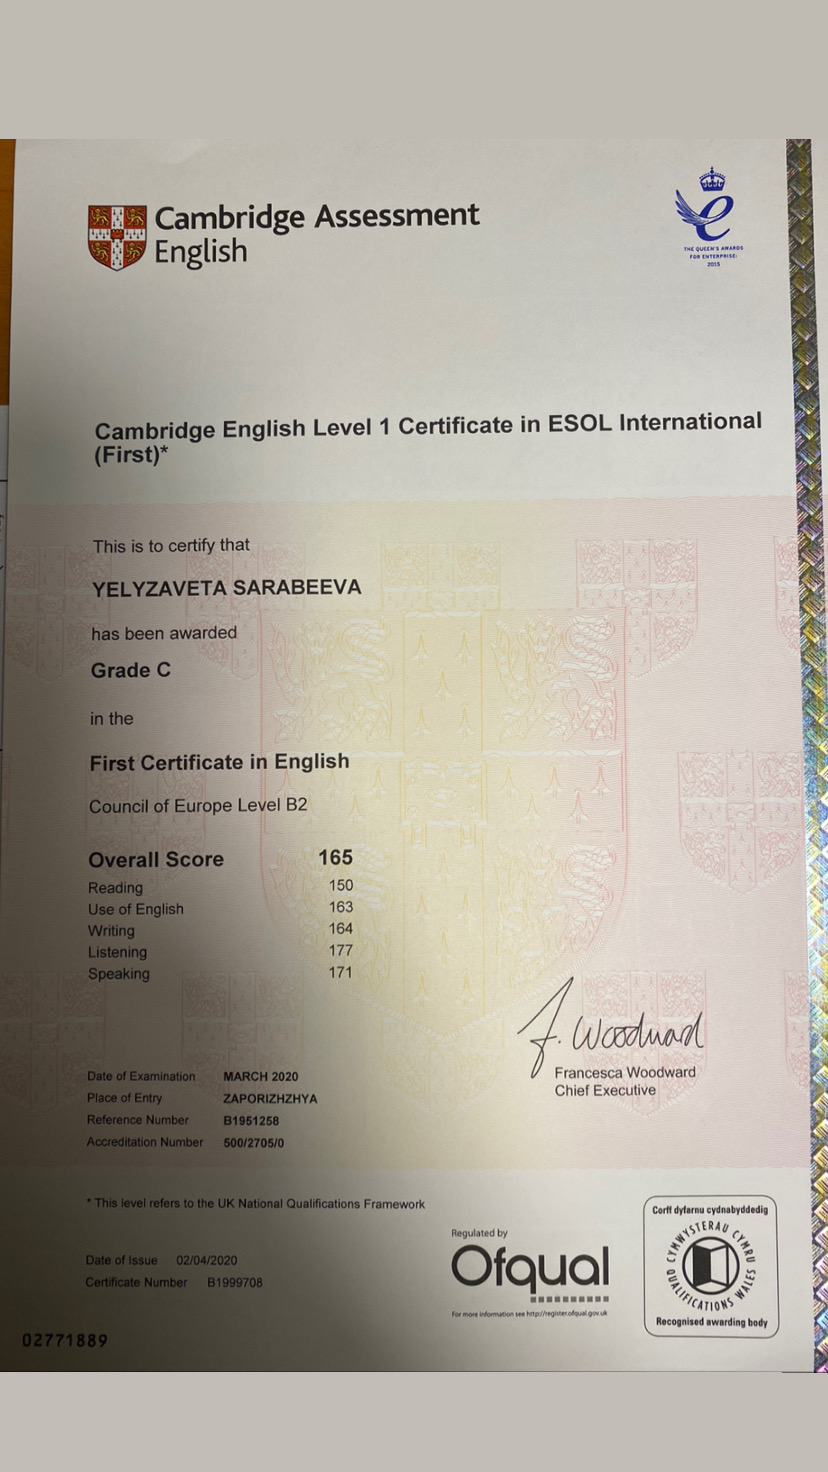 Cambridge Assessment
English
THE QUEEN'S AWARDS
FOR ENTERPRISE:
2015
Cambridge English Level 1 Certificate in ESOL International
(First)*
This is to certify that
YELYZAVETA SARABEEVA
has been awarded
Grade C
in the
First Certificate in English
Council of Europe Level B2
Overall Score 165
Reading 150
Use of English 163
Writing 164
Listening 177
Speaking 171
F. Woodward
Francesca Woodward
Chief Executive
Date of Examination MARCH 2020
Place of Entry ZAPORIZHZHYA
Reference Number B1951258
Accreditation Number 500/2705/0
* This level refers to the UK National Qualifications Framework
Date of Issue 02/04/2020
Certificate Number B1999708
Regulated by
Ofqual
For more information see http://register.ofqual.gov.uk
Corff dyfarnu cydnabyddedig
CYMWYSTERAU CYMRU
QUALIFICATIONS WALES
Recognised awarding body
02771889